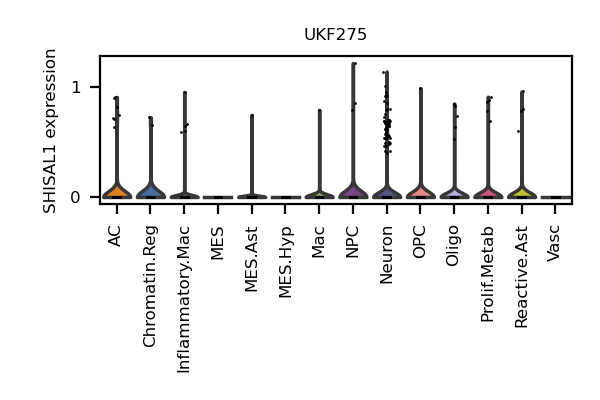 UKF275
SHISAL1 expression
1
0
AC
Chromatin.Reg
Inflammatory.Mac
MES
MES.Ast
MES.Hyp
Mac
NPC
Neuron
OPC
Oligo
Prolif.Metab
Reactive.Ast
Vasc